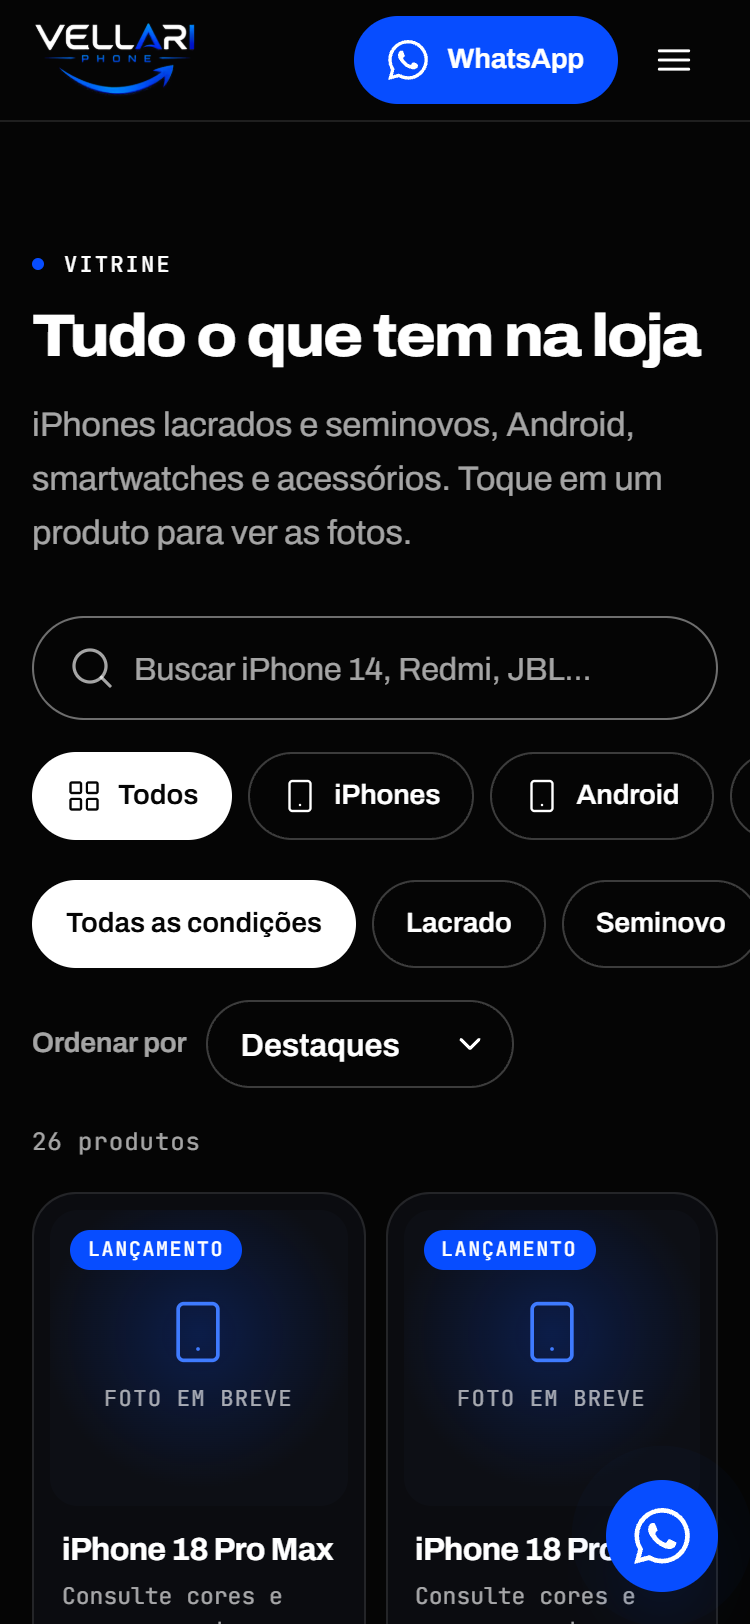 VELLARI
PHONE
WhatsApp
VITRINE
Tudo o que tem na loja
iPhones lacrados e seminovos, Android,
smartwatches e acessórios. Toque em um
produto para ver as fotos.
Buscar iPhone 14, Redmi, JBL...
Todos
iPhones
Android
Todas as condições
Lacrado
Seminovo
Ordenar por
Destaques
26 produtos
LANÇAMENTO
LANÇAMENTO
FOTO EM BREVE
FOTO EM BREVE
iPhone 18 Pro Max
iPhone 18 Pro
Consulte cores e
Consulte cores e